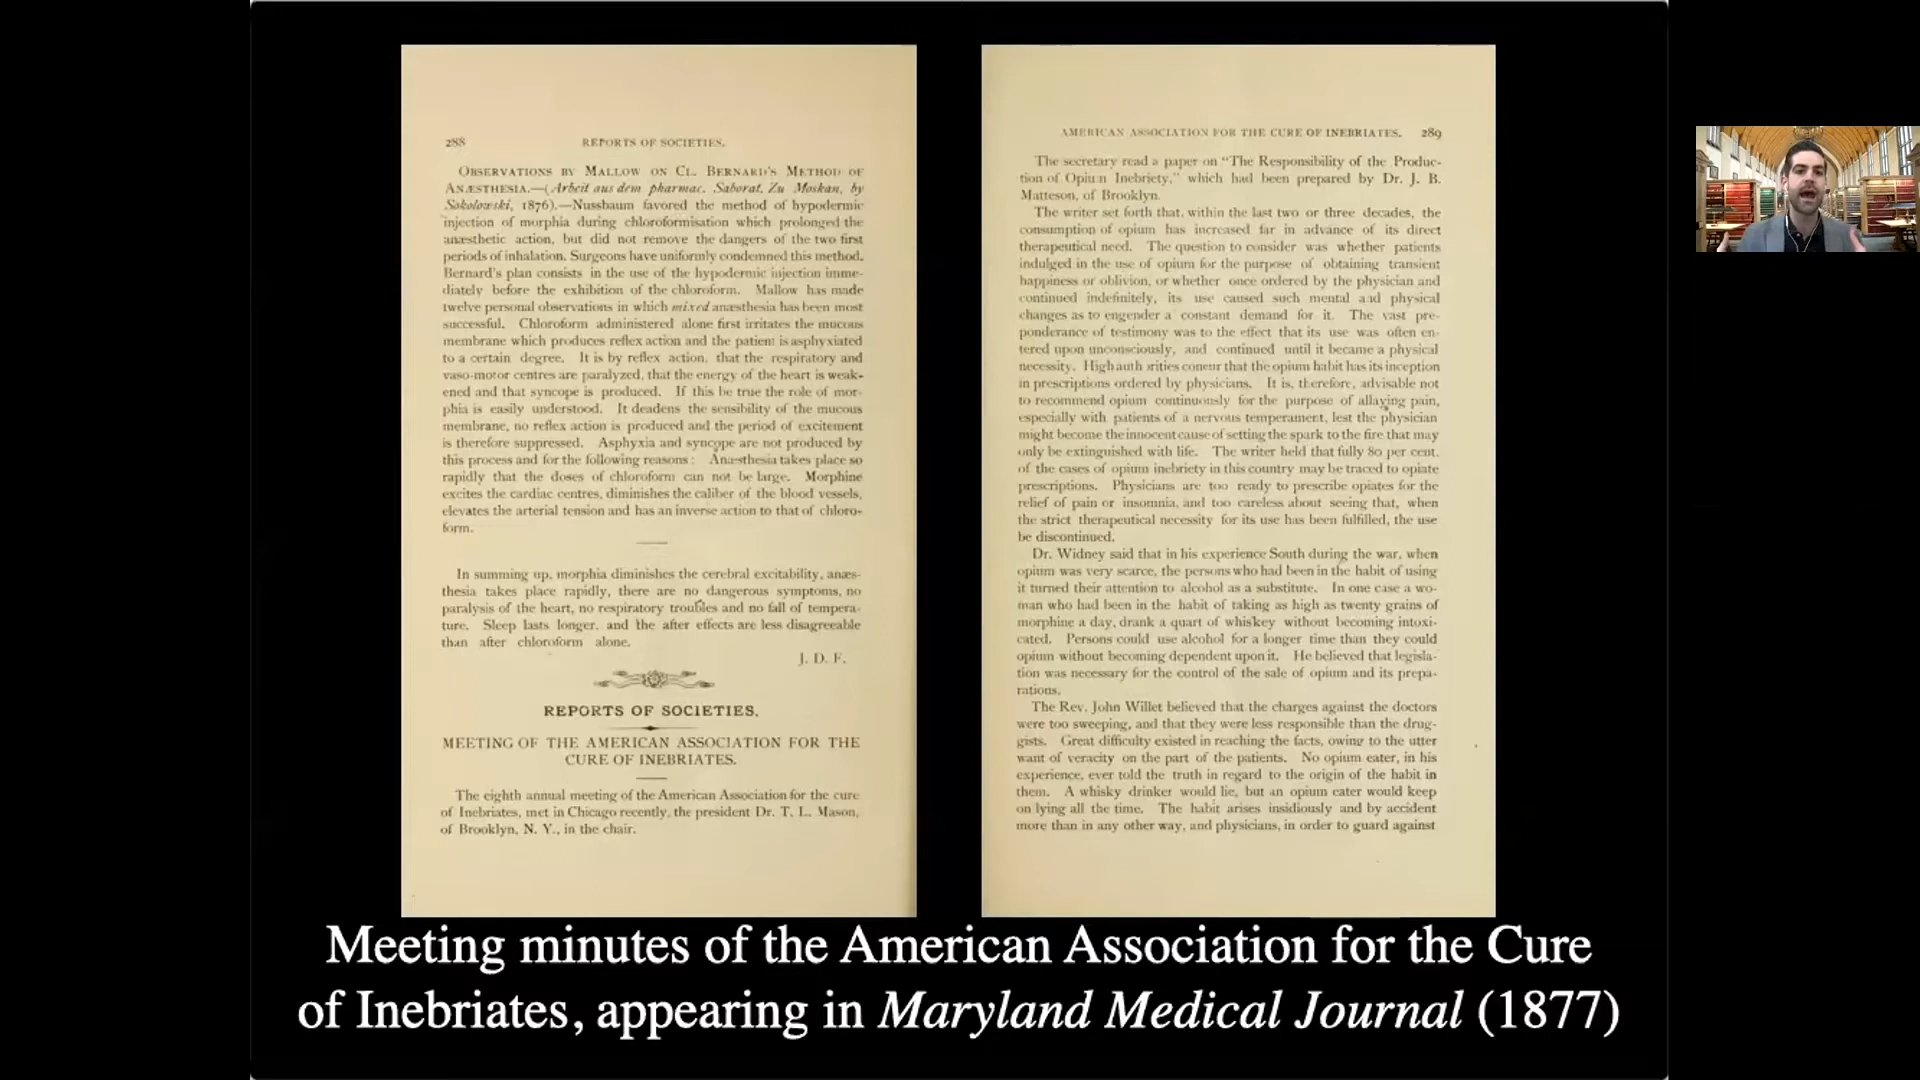 288 REPORTS OF SOCIETIES.
OBSERVATIONS BY MALLOW ON CL. BERNARD'S METHOD OF
ANÆSTHESIA.—(Arbeit aus dem pharmac. Saborat. Zu Moskan, by
Sokolowski, 1876).—Nussbaum favored the method of hypodermic
injection of morphia during chloroformisation which prolonged the
anæsthetic action, but did not remove the dangers of the two first
periods of inhalation. Surgeons have uniformly condemned this method.
Bernard's plan consists in the use of the hypodermic injection imme-
diately before the exhibition of the chloroform. Mallow has made
twelve personal observations in which mixed anæsthesia has been most
successful. Chloroform administered alone first irritates the mucous
membrane which produces reflex action and the patient is asphyxiated
to a certain degree. It is by reflex action, that the respiratory and
vaso-motor centres are paralyzed, that the energy of the heart is weak-
ened and that syncope is produced. If this be true the role of mor-
phia is easily understood. It deadens the sensibility of the mucous
membrane, no reflex action is produced and the period of excitement
is therefore suppressed. Asphyxia and syncope are not produced by
this process and for the following reasons: Anæsthesia takes place so
rapidly that the doses of chloroform can not be large. Morphine
excites the cardiac centres, diminishes the caliber of the blood vessels,
elevates the arterial tension and has an inverse action to that of chloro-
form.
In summing up, morphia diminishes the cerebral excitability, anæs-
thesia takes place rapidly, there are no dangerous symptoms, no
paralysis of the heart, no respiratory troubles and no fall of tempera-
ture. Sleep lasts longer, and the after effects are less disagreeable
than after chloroform alone.
J. D. F.
REPORTS OF SOCIETIES.
MEETING OF THE AMERICAN ASSOCIATION FOR THE
CURE OF INEBRIATES.
The eighth annual meeting of the American Association for the cure
of Inebriates, met in Chicago recently, the president Dr. T. L. Mason,
of Brooklyn, N. Y., in the chair.
AMERICAN ASSOCIATION FOR THE CURE OF INEBRIATES. 289
The secretary read a paper on "The Responsibility of the Produc-
tion of Opium Inebriety," which had been prepared by Dr. J. B.
Matteson, of Brooklyn.
The writer set forth that, within the last two or three decades, the
consumption of opium has increased far in advance of its direct
therapeutical need. The question to consider was whether patients
indulged in the use of opium for the purpose of obtaining transient
happiness or oblivion, or whether once ordered by the physician and
continued indefinitely, its use caused such mental and physical
changes as to engender a constant demand for it. The vast pre-
ponderance of testimony was to the effect that its use was often en-
tered upon unconsciously, and continued until it became a physical
necessity. High auth rities concur that the opium habit has its inception
in prescriptions ordered by physicians. It is, therefore, advisable not
to recommend opium continuously for the purpose of allaying pain,
especially with patients of a nervous temperament, lest the physician
might become the innocent cause of setting the spark to the fire that may
only be extinguished with life. The writer held that fully 80 per cent.
of the cases of opium inebriety in this country may be traced to opiate
prescriptions. Physicians are too ready to prescribe opiates for the
relief of pain or insomnia, and too careless about seeing that, when
the strict therapeutical necessity for its use has been fulfilled, the use
be discontinued.
Dr. Widney said that in his experience South during the war, when
opium was very scarce, the persons who had been in the habit of using
it turned their attention to alcohol as a substitute. In one case a wo-
man who had been in the habit of taking as high as twenty grains of
morphine a day, drank a quart of whiskey without becoming intoxi-
cated. Persons could use alcohol for a longer time than they could
opium without becoming dependent upon it. He believed that legisla-
tion was necessary for the control of the sale of opium and its prepa-
rations.
The Rev. John Willet believed that the charges against the doctors
were too sweeping, and that they were less responsible than the drug-
gists. Great difficulty existed in reaching the facts, owing to the utter
want of veracity on the part of the patients. No opium eater, in his
experience, ever told the truth in regard to the origin of the habit in
them. A whisky drinker would lie, but an opium eater would keep
on lying all the time. The habit arises insidiously and by accident
more than in any other way, and physicians, in order to guard against
Meeting minutes of the American Association for the Cure
of Inebriates, appearing in Maryland Medical Journal (1877)